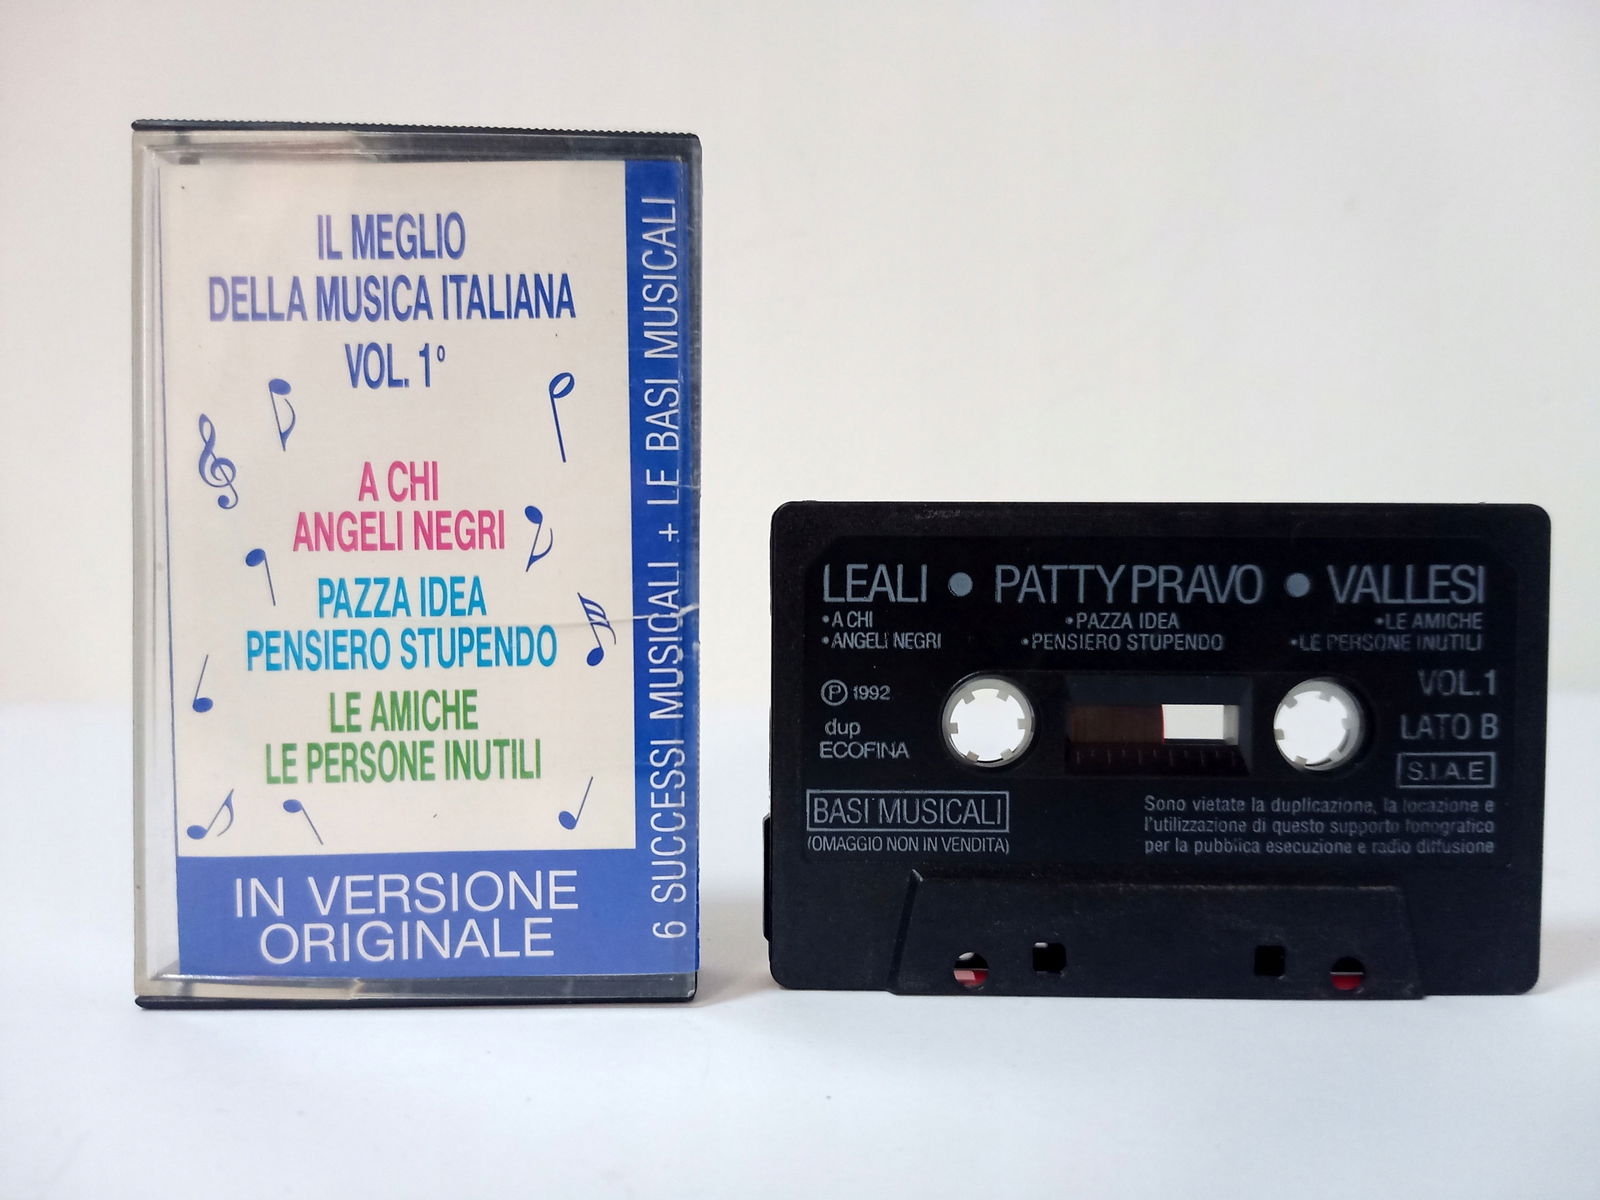 IL MEGLIO
DELLA MUSICA ITALIANA
VOL. 1°
A CHI
ANGELI NEGRI
PAZZA IDEA
PENSIERO STUPENDO
LE AMICHE
LE PERSONE INUTILI
IN VERSIONE
ORIGINALE
6 SUCCESSI MUSICALI + LE BASI MUSICALI
LEALI • PATTY PRAVO • VALLESI
•A CHI •PAZZA IDEA •LE AMICHE
•ANGELI NEGRI •PENSIERO STUPENDO •LE PERSONE INUTILI
℗ 1992
dup
ECOFINA
VOL.1
LATO B
S.I.A.E
BASI MUSICALI
(OMAGGIO NON IN VENDITA)
Sono vietate la duplicazione, la locazione e
l'utilizzazione di questo supporto fonografico
per la pubblica esecuzione e radio diffusione